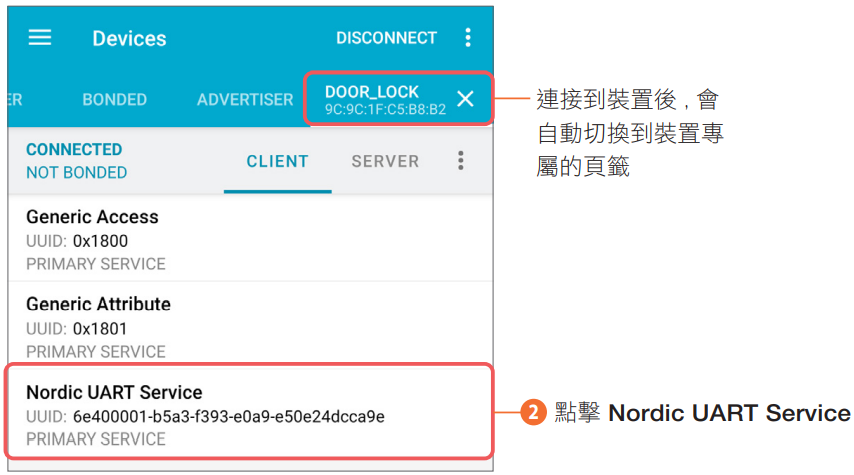 Devices
DISCONNECT
ER
BONDED
ADVERTISER
DOOR_LOCK
9C:9C:1F:C5:B8:B2
連接到裝置後，會
自動切換到裝置專
屬的頁籤
CONNECTED
NOT BONDED
CLIENT
SERVER
Generic Access
UUID: 0x1800
PRIMARY SERVICE
Generic Attribute
UUID: 0x1801
PRIMARY SERVICE
Nordic UART Service
UUID: 6e400001-b5a3-f393-e0a9-e50e24dcca9e
PRIMARY SERVICE
2 點擊 Nordic UART Service